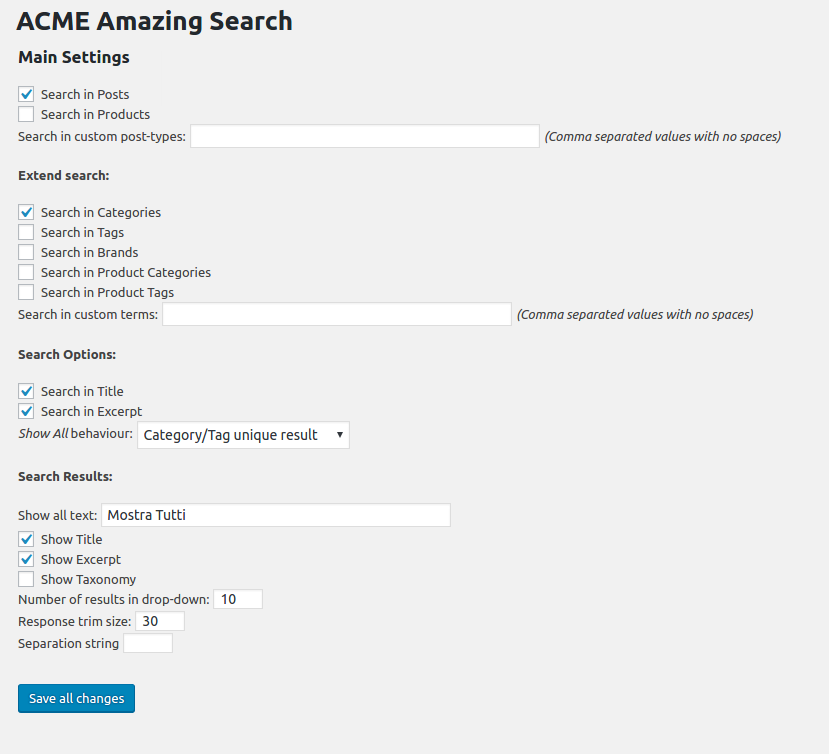 ACME Amazing Search
Main Settings
Search in Posts
Search in Products
Search in custom post-types: (Comma separated values with no spaces)
Extend search:
Search in Categories
Search in Tags
Search in Brands
Search in Product Categories
Search in Product Tags
Search in custom terms: (Comma separated values with no spaces)
Search Options:
Search in Title
Search in Excerpt
Show All behaviour: Category/Tag unique result
Search Results:
Show all text: Mostra Tutti
Show Title
Show Excerpt
Show Taxonomy
Number of results in drop-down: 10
Response trim size: 30
Separation string
Save all changes